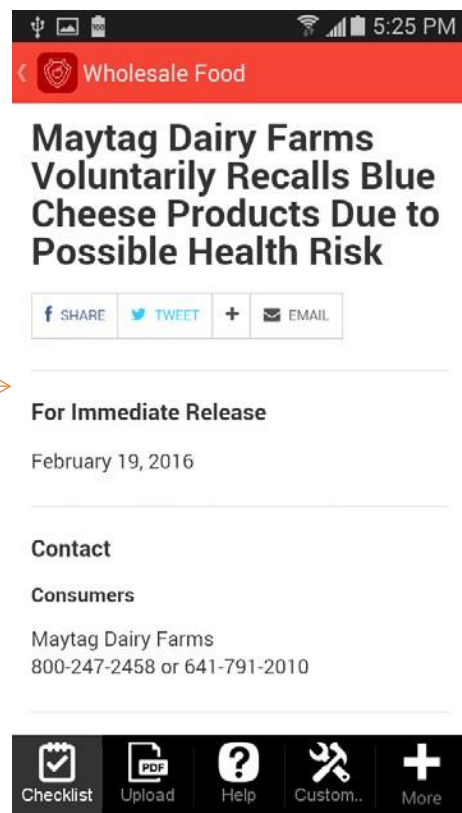 100
5:25 PM
Wholesale Food
Maytag Dairy Farms
Voluntarily Recalls Blue
Cheese Products Due to
Possible Health Risk
f SHARE TWEET + EMAIL
For Immediate Release
February 19, 2016
Contact
Consumers
Maytag Dairy Farms
800-247-2458 or 641-791-2010
PDF
Checklist Upload Help Custom.. More